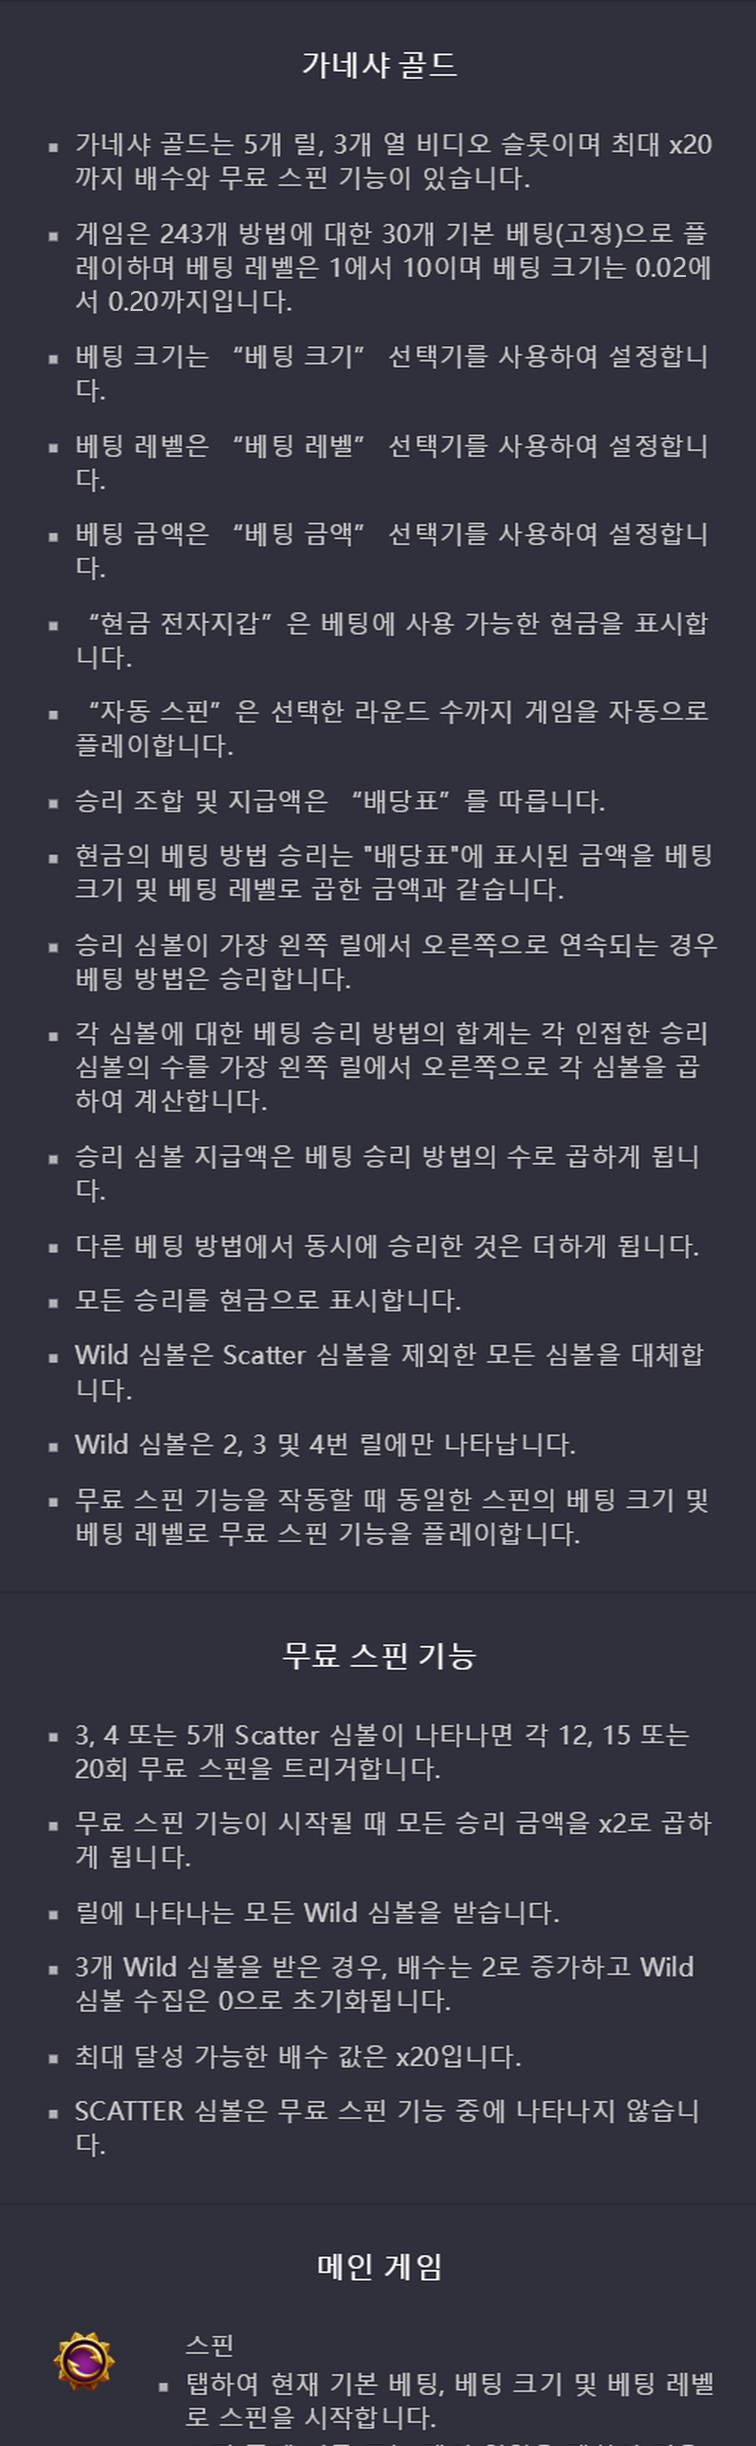 가네샤 골드
▪ 가네샤 골드는 5개 릴, 3개 열 비디오 슬롯이며 최대 x20
까지 배수와 무료 스핀 기능이 있습니다.
▪ 게임은 243개 방법에 대한 30개 기본 베팅(고정)으로 플
레이하며 베팅 레벨은 1에서 10이며 베팅 크기는 0.02에
서 0.20까지입니다.
▪ 베팅 크기는 “베팅 크기” 선택기를 사용하여 설정합니
다.
▪ 베팅 레벨은 “베팅 레벨” 선택기를 사용하여 설정합니
다.
▪ 베팅 금액은 “베팅 금액” 선택기를 사용하여 설정합니
다.
▪ “현금 전자지갑”은 베팅에 사용 가능한 현금을 표시합
니다.
▪ “자동 스핀”은 선택한 라운드 수까지 게임을 자동으로
플레이합니다.
▪ 승리 조합 및 지급액은 “배당표”를 따릅니다.
▪ 현금의 베팅 방법 승리는 "배당표"에 표시된 금액을 베팅
크기 및 베팅 레벨로 곱한 금액과 같습니다.
▪ 승리 심볼이 가장 왼쪽 릴에서 오른쪽으로 연속되는 경우
베팅 방법은 승리합니다.
▪ 각 심볼에 대한 베팅 승리 방법의 합계는 각 인접한 승리
심볼의 수를 가장 왼쪽 릴에서 오른쪽으로 각 심볼을 곱
하여 계산합니다.
▪ 승리 심볼 지급액은 베팅 승리 방법의 수로 곱하게 됩니
다.
▪ 다른 베팅 방법에서 동시에 승리한 것은 더하게 됩니다.
▪ 모든 승리를 현금으로 표시합니다.
▪ Wild 심볼은 Scatter 심볼을 제외한 모든 심볼을 대체합
니다.
▪ Wild 심볼은 2, 3 및 4번 릴에만 나타납니다.
▪ 무료 스핀 기능을 작동할 때 동일한 스핀의 베팅 크기 및
베팅 레벨로 무료 스핀 기능을 플레이합니다.
무료 스핀 기능
▪ 3, 4 또는 5개 Scatter 심볼이 나타나면 각 12, 15 또는
20회 무료 스핀을 트리거합니다.
▪ 무료 스핀 기능이 시작될 때 모든 승리 금액을 x2로 곱하
게 됩니다.
▪ 릴에 나타나는 모든 Wild 심볼을 받습니다.
▪ 3개 Wild 심볼을 받은 경우, 배수는 2로 증가하고 Wild
심볼 수집은 0으로 초기화됩니다.
▪ 최대 달성 가능한 배수 값은 x20입니다.
▪ SCATTER 심볼은 무료 스핀 기능 중에 나타나지 않습니
다.
메인 게임
스핀
▪ 탭하여 현재 기본 베팅, 베팅 크기 및 베팅 레벨
로 스핀을 시작합니다.